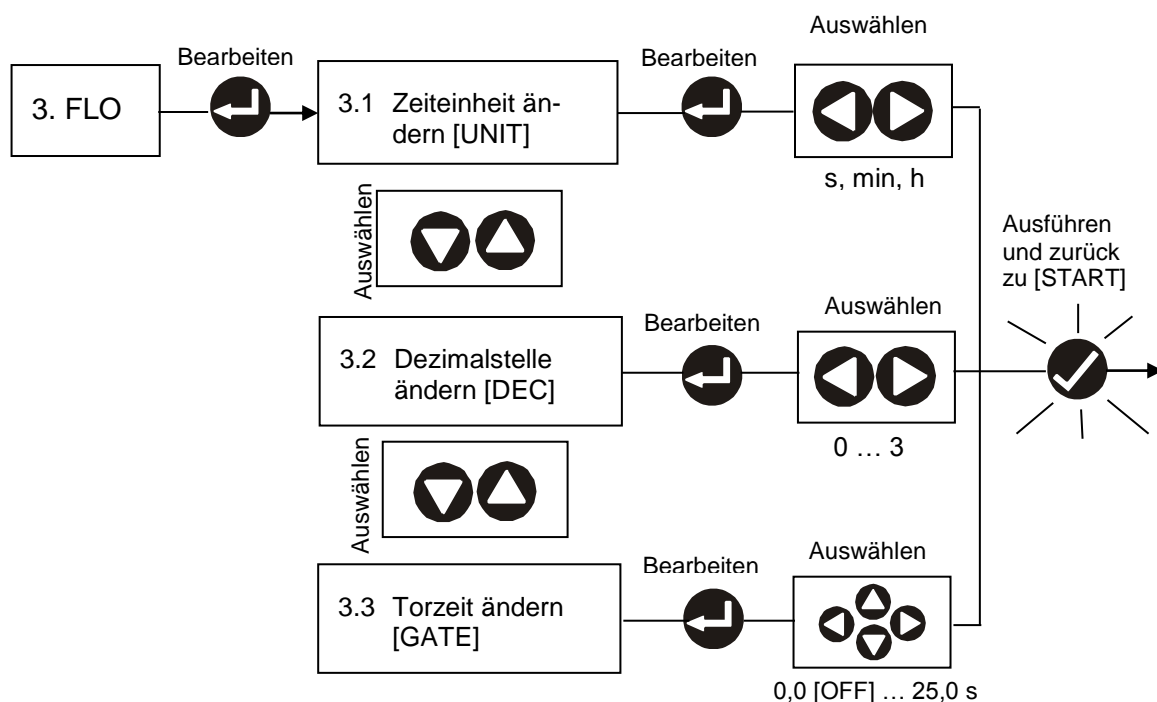 Auswählen
Bearbeiten
Bearbeiten
3. FLO
3.1 Zeiteinheit än-
dern [UNIT]
s, min, h
Auswählen
Ausführen
und zurück
zu [START]
Bearbeiten
Auswählen
3.2 Dezimalstelle
ändern [DEC]
0 … 3
Auswählen
Bearbeiten
Auswählen
3.3 Torzeit ändern
[GATE]
0,0 [OFF] … 25,0 s